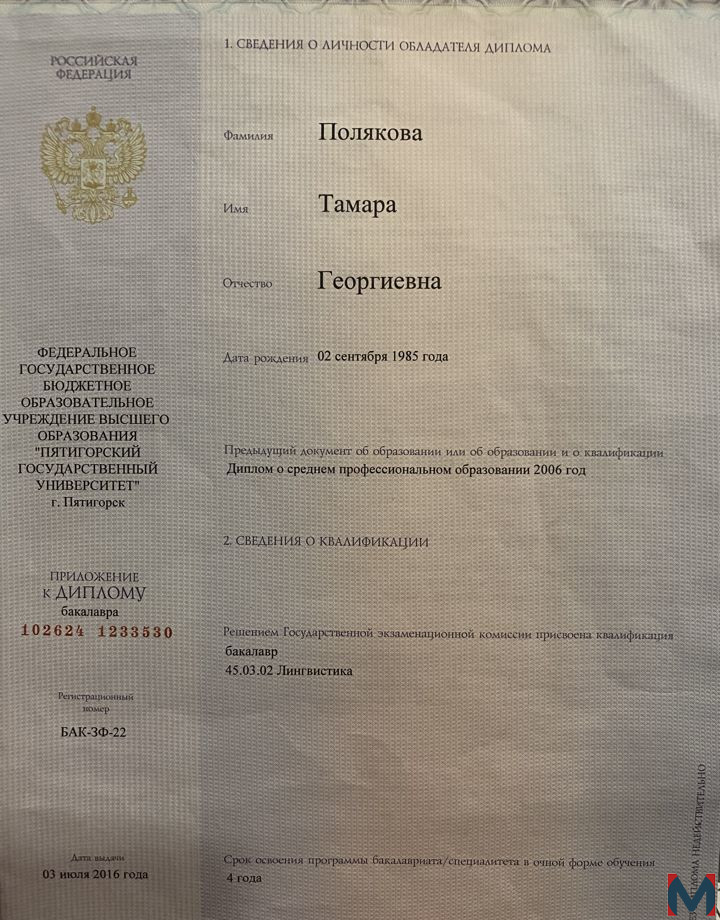 РОССИЙСКАЯ
ФЕДЕРАЦИЯ
ФЕДЕРАЛЬНОЕ
ГОСУДАРСТВЕННОЕ
БЮДЖЕТНОЕ
ОБРАЗОВАТЕЛЬНОЕ
УЧРЕЖДЕНИЕ ВЫСШЕГО
ОБРАЗОВАНИЯ
"ПЯТИГОРСКИЙ
ГОСУДАРСТВЕННЫЙ
УНИВЕРСИТЕТ"
г. Пятигорск
ПРИЛОЖЕНИЕ
к ДИПЛОМУ
бакалавра
102624 1233530
Регистрационный
номер
БАК-ЗФ-22
Дата выдачи
03 июля 2016 года
1. СВЕДЕНИЯ О ЛИЧНОСТИ ОБЛАДАТЕЛЯ ДИПЛОМА
Фамилия Полякова
Имя Тамара
Отчество Георгиевна
Дата рождения 02 сентября 1985 года
Предыдущий документ об образовании или об образовании и о квалификации
Диплом о среднем профессиональном образовании 2006 год
2. СВЕДЕНИЯ О КВАЛИФИКАЦИИ
Решением Государственной экзаменационной комиссии присвоена квалификация
бакалавр
45.03.02 Лингвистика
Срок освоения программы бакалавриата/специалитета в очной форме обучения
4 года
НЕДЕЙСТВИТЕЛЬНО
M